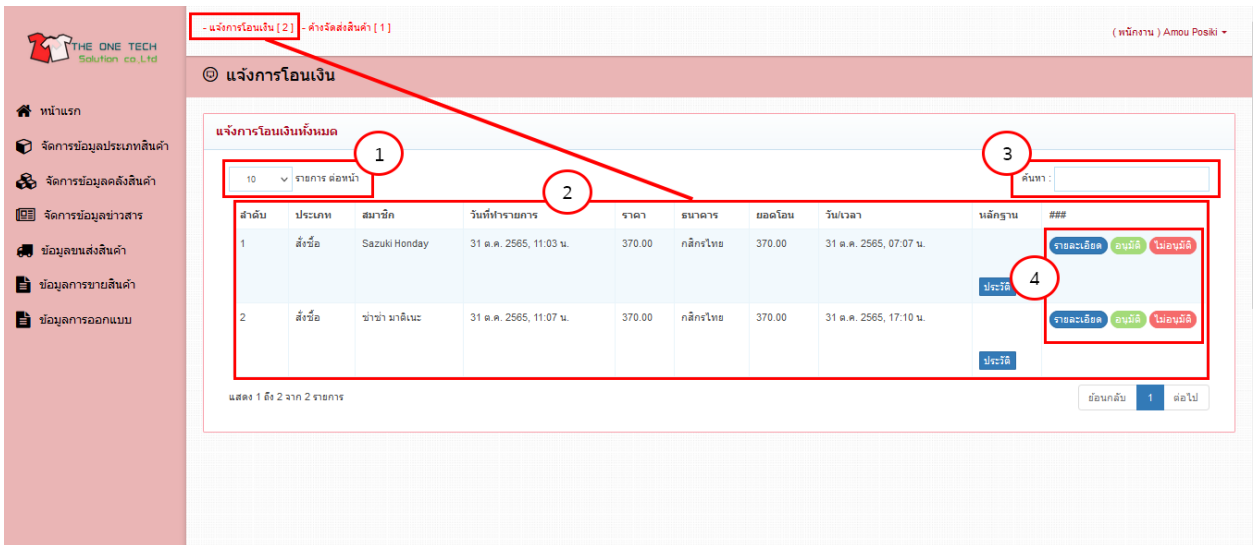 THE ONE TECH
Solution co.,Ltd
- แจ้งการโอนเงิน [ 2 ] - ค้างจัดส่งสินค้า [ 1 ]
( พนักงาน ) Amou Posiki
แจ้งการโอนเงิน
หน้าแรก
จัดการข้อมูลประเภทสินค้า
จัดการข้อมูลคลังสินค้า
จัดการข้อมูลข่าวสาร
ข้อมูลขนส่งสินค้า
ข้อมูลการขายสินค้า
ข้อมูลการออกแบบ
แจ้งการโอนเงินทั้งหมด
1
3
10 รายการ ต่อหน้า
ค้นหา :
2
ลำดับ ประเภท สมาชิก วันที่ทำรายการ ราคา ธนาคาร ยอดโอน วัน/เวลา หลักฐาน ###
1 สั่งซื้อ Sazuki Honday 31 ต.ค. 2565, 11:03 น. 370.00 กสิกรไทย 370.00 31 ต.ค. 2565, 07:07 น. รายละเอียด อนุมัติ ไม่อนุมัติ
ประวัติ
4
2 สั่งซื้อ ซ่าซ่า มาดิเนะ 31 ต.ค. 2565, 11:07 น. 370.00 กสิกรไทย 370.00 31 ต.ค. 2565, 17:10 น. รายละเอียด อนุมัติ ไม่อนุมัติ
ประวัติ
แสดง 1 ถึง 2 จาก 2 รายการ
ย้อนกลับ 1 ต่อไป